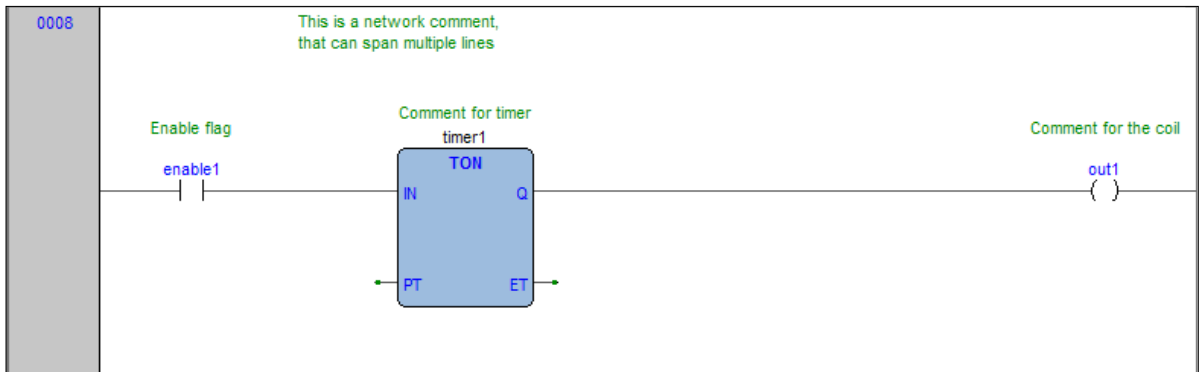 0008
This is a network comment,
that can span multiple lines
Comment for timer
Enable flag
timer1
Comment for the coil
enable1
TON
out1
IN
Q
PT
ET